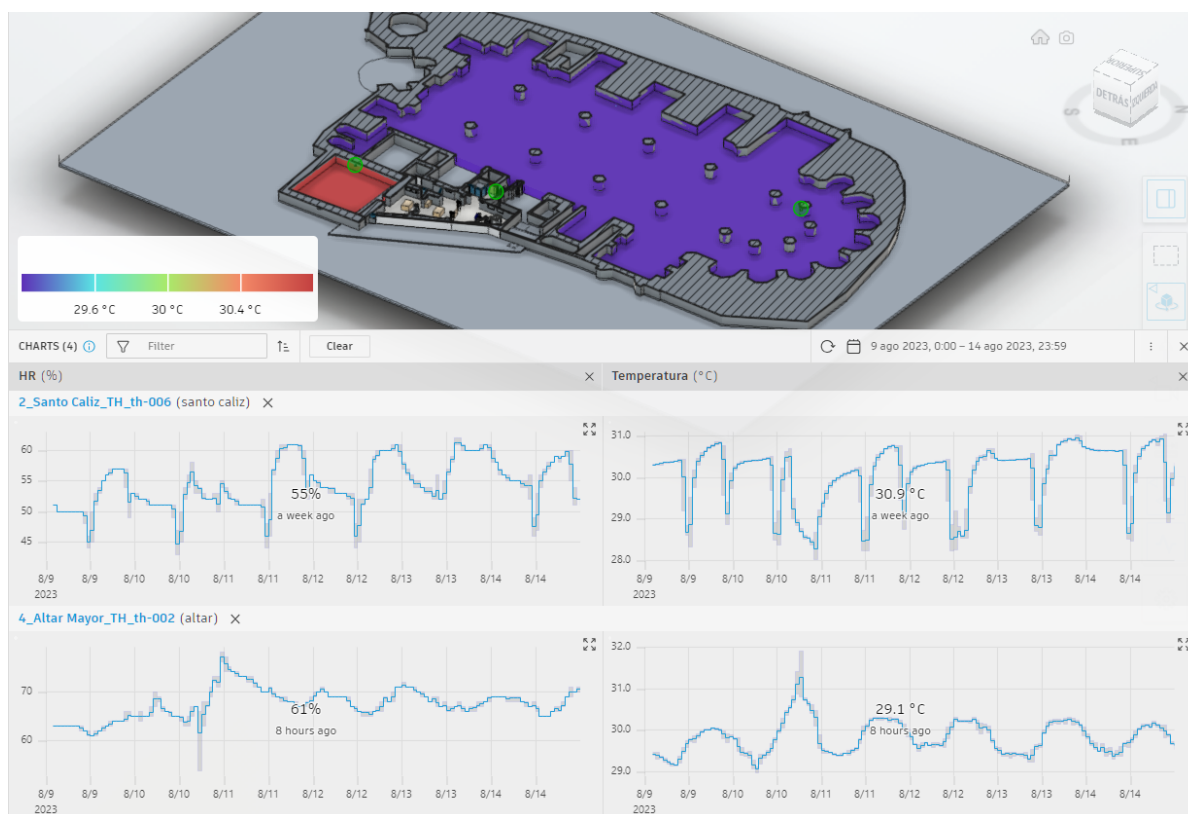 SUPERIOR
DETRÁS IZQUIERDA
S
N
E
29.6 °C 30 °C 30.4 °C
CHARTS (4) Filter Clear 9 ago 2023, 0:00 – 14 ago 2023, 23:59
HR (%)
2_Santo Caliz_TH_th-006 (santo caliz)
60
55
50
45
55%
a week ago
8/9 8/9 8/10 8/10 8/11 8/11 8/12 8/12 8/13 8/13 8/14 8/14
2023
Temperatura (°C)
31.0
30.0
29.0
28.0
30.9 °C
a week ago
8/9 8/9 8/10 8/10 8/11 8/11 8/12 8/12 8/13 8/13 8/14 8/14
2023
4_Altar Mayor_TH_th-002 (altar)
70
60
61%
8 hours ago
8/9 8/9 8/10 8/10 8/11 8/11 8/12 8/12 8/13 8/13 8/14 8/14
2023
32.0
31.0
30.0
29.0
29.1 °C
8 hours ago
8/9 8/9 8/10 8/10 8/11 8/11 8/12 8/12 8/13 8/13 8/14 8/14
2023